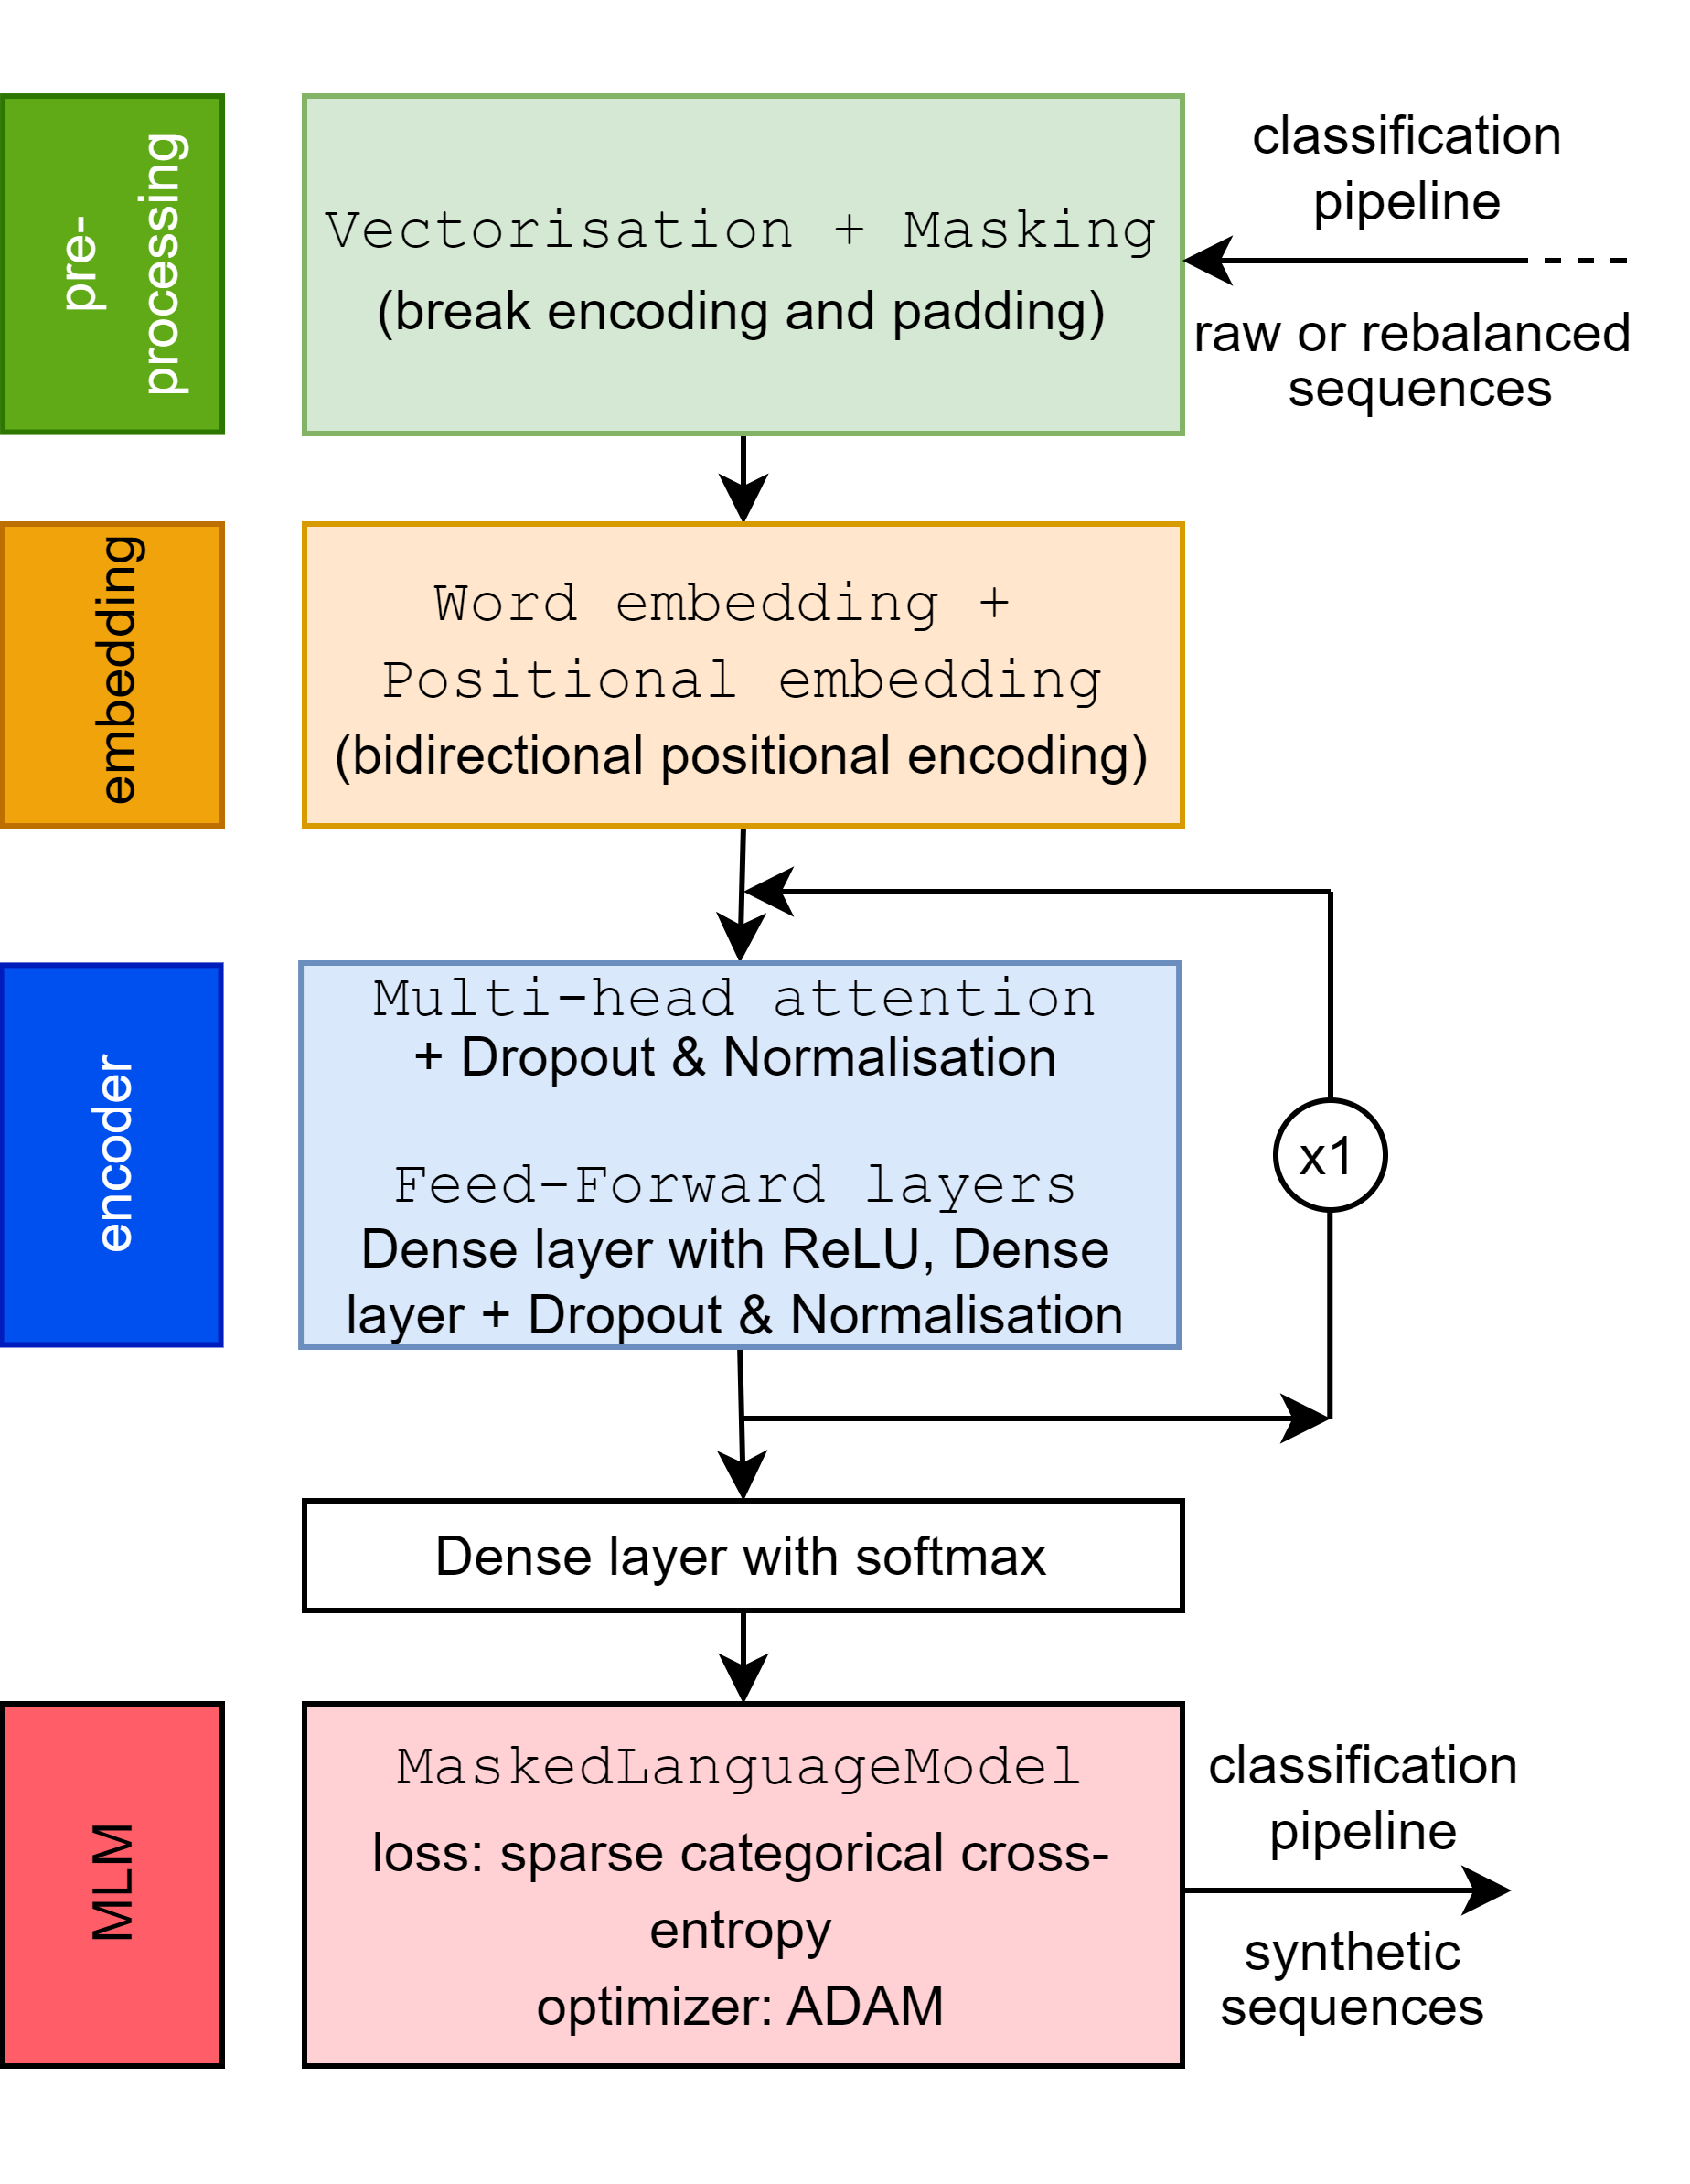 pre-
processing
Vectorisation + Masking
(break encoding and padding)
classification
pipeline
raw or rebalanced
sequences
embedding
Word embedding +
Positional embedding
(bidirectional positional encoding)
encoder
Multi-head attention
+ Dropout & Normalisation
Feed-Forward layers
Dense layer with ReLU, Dense
layer + Dropout & Normalisation
x1
Dense layer with softmax
MLM
MaskedLanguageModel
loss: sparse categorical cross-
entropy
optimizer: ADAM
classification
pipeline
synthetic
sequences